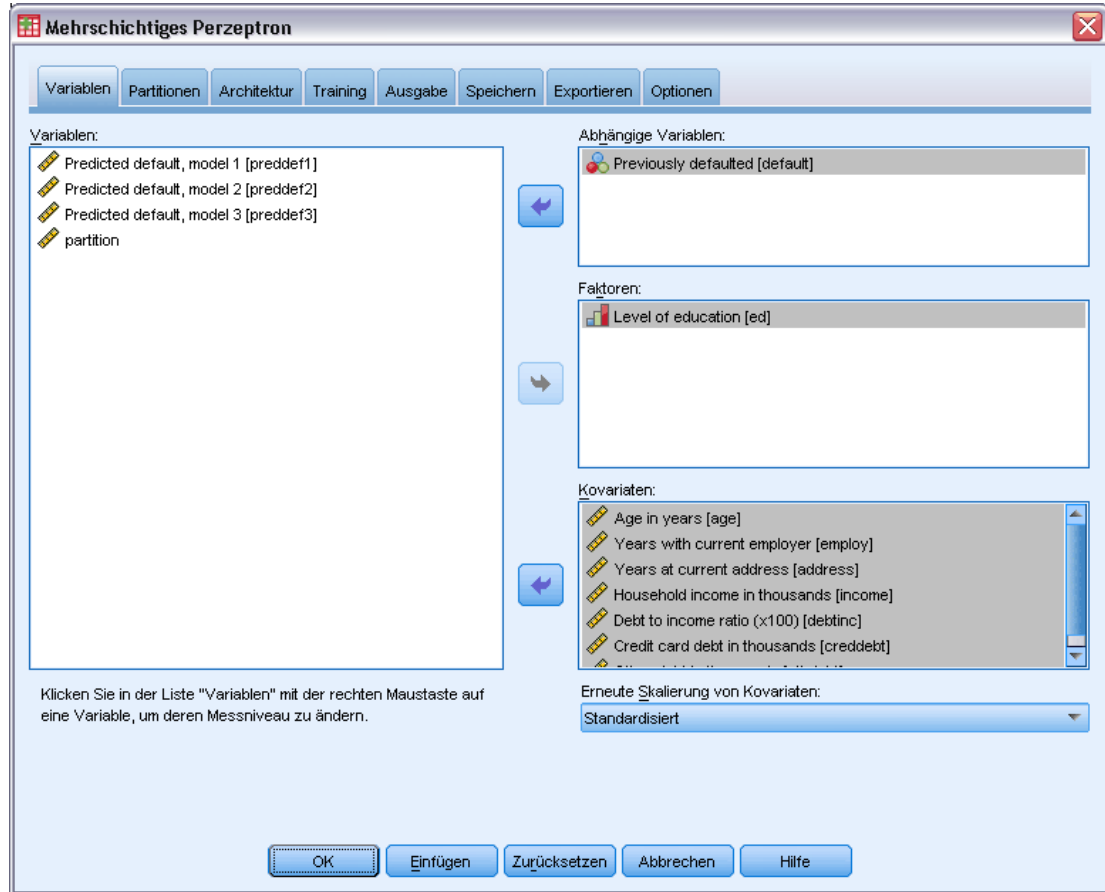 Mehrschichtiges Perzeptron
Variablen Partitionen Architektur Training Ausgabe Speichern Exportieren Optionen
Variablen:
Predicted default, model 1 [preddef1]
Predicted default, model 2 [preddef2]
Predicted default, model 3 [preddef3]
partition
Klicken Sie in der Liste "Variablen" mit der rechten Maustaste auf
eine Variable, um deren Messniveau zu ändern.
Abhängige Variablen:
Previously defaulted [default]
Faktoren:
Level of education [ed]
Kovariaten:
Age in years [age]
Years with current employer [employ]
Years at current address [address]
Household income in thousands [income]
Debt to income ratio (x100) [debtinc]
Credit card debt in thousands [creddebt]
Erneute Skalierung von Kovariaten:
Standardisiert
OK Einfügen Zurücksetzen Abbrechen Hilfe